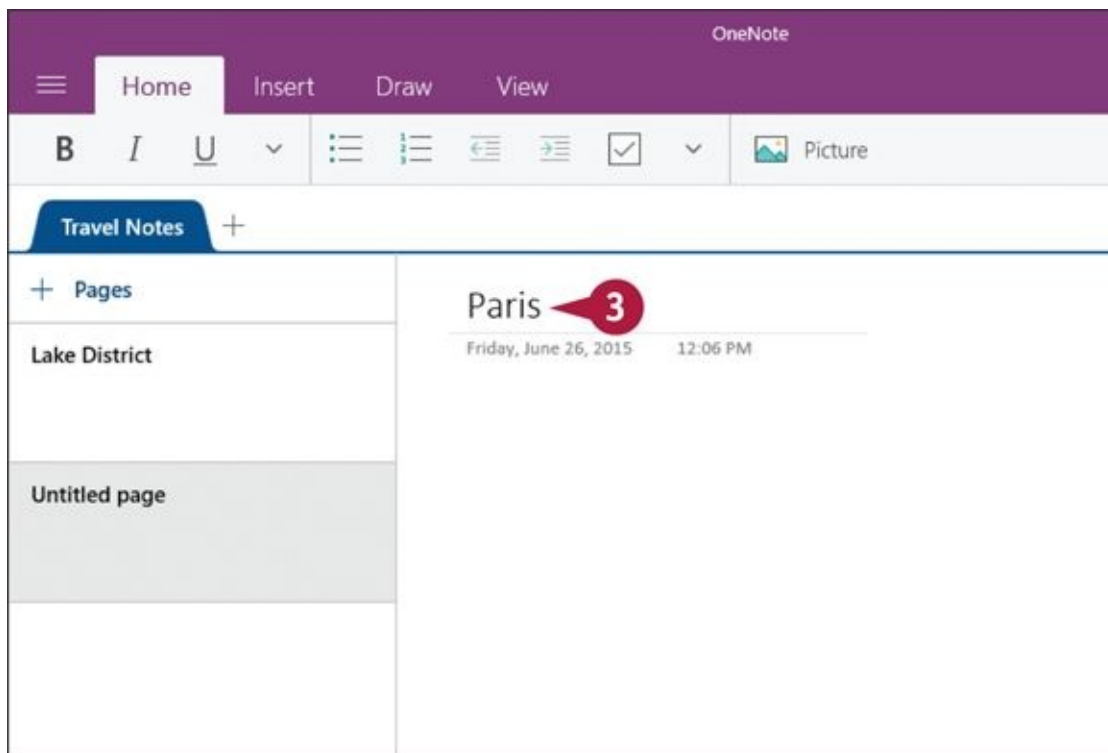 OneNote
Home Insert Draw View
B I U Picture
Travel Notes +
+ Pages
Paris 3
Friday, June 26, 2015 12:06 PM
Lake District
Untitled page